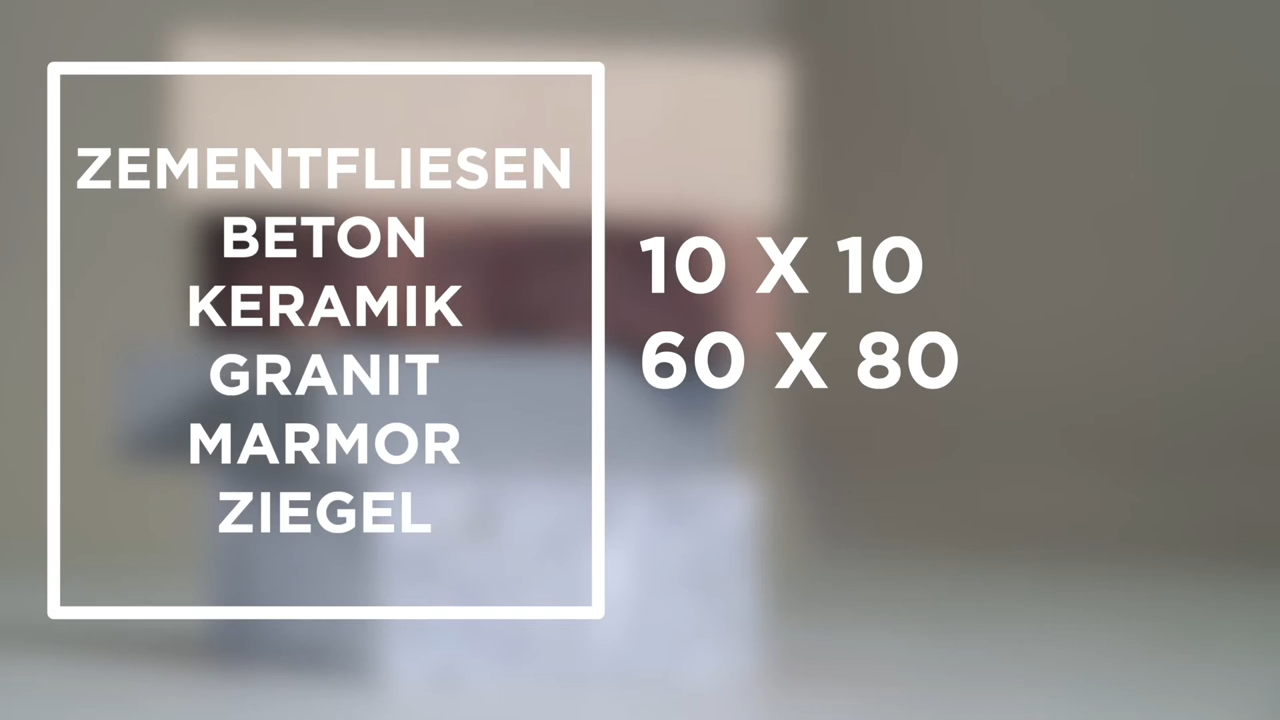 ZEMENTFLIESEN
BETON
KERAMIK
GRANIT
MARMOR
ZIEGEL
10 X 10
60 X 80